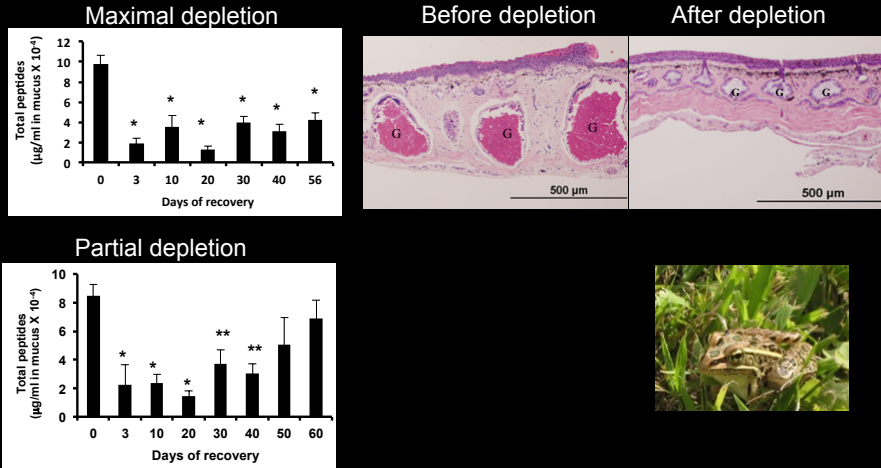 Maximal depletion
Before depletion
After depletion
Total peptides
(µg/ml in mucus X 10⁻⁴)
12
10
8
6
4
2
0
*
*
*
*
*
*
0 3 10 20 30 40 56
Days of recovery
G
G
G
500 µm
G
G
G
500 µm
Partial depletion
Total peptides
(µg/ml in mucus X 10⁻⁴)
10
8
6
4
2
0
*
*
*
**
**
0 3 10 20 30 40 50 60
Days of recovery